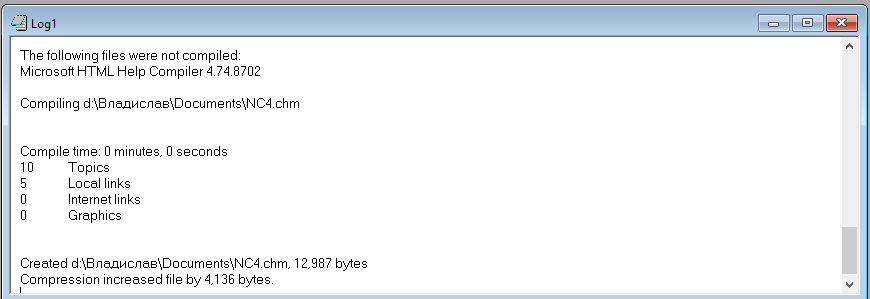 Log1
The following files were not compiled:
Microsoft HTML Help Compiler 4.74.8702
Compiling d:\Владислав\Documents\NC4.chm
Compile time: 0 minutes, 0 seconds
10 Topics
5 Local links
0 Internet links
0 Graphics
Created d:\Владислав\Documents\NC4.chm, 12,987 bytes
Compression increased file by 4,136 bytes.